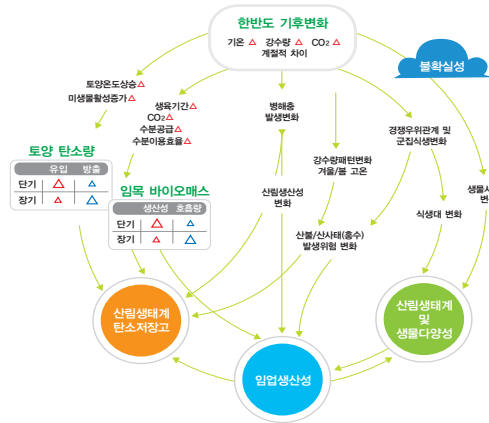 한반도 기후변화
기온 △ 강수량 △ CO2 △
계절적 차이
불확실성
토양온도상승△
미생물활성증가△
생육기간△
CO2△
수분공급△
수분이용효율△
병해충
발생변화
경쟁우위관계 및
군집식생변화
토양 탄소량
유입 방출
단기 △ △
장기 △ △
강수량패턴변화
겨울/봄 고온
임목 바이오매스
생산성 호흡량
단기 △ △
장기 △ △
산림생산성
변화
식생대 변화
산불/산사태(홍수)
발생위험 변화
산림생태계
탄소저장고
산림생태계
및
생물다양성
임업생산성